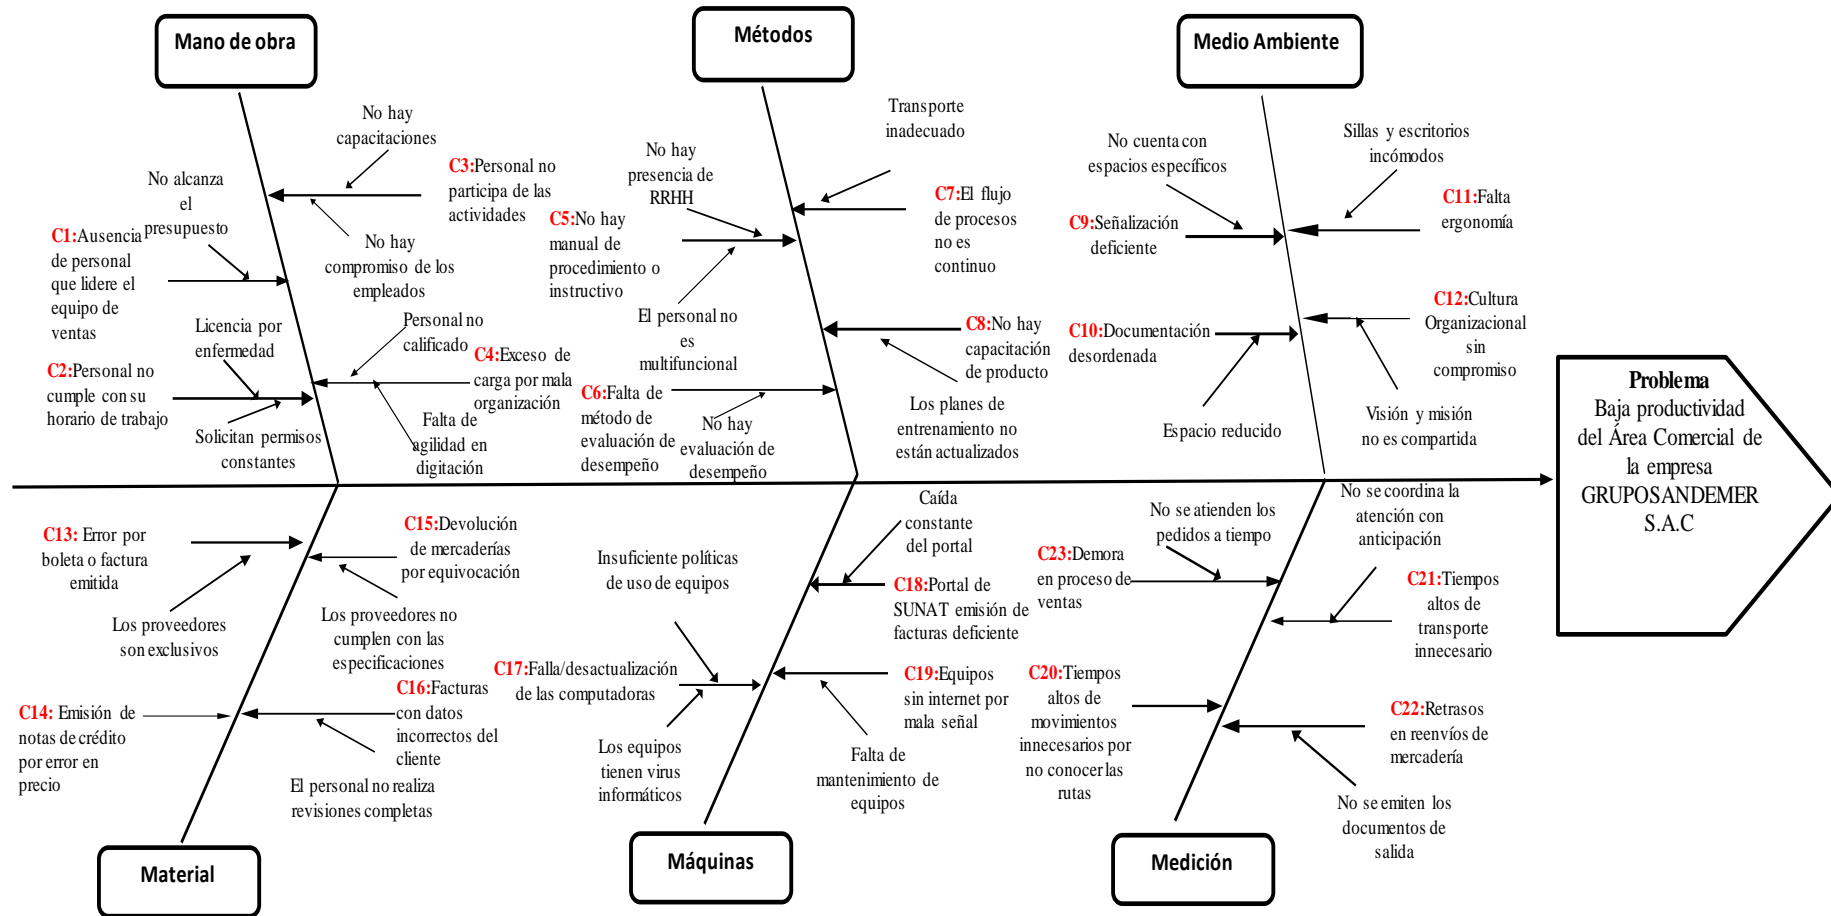 Mano de obra
Métodos
Medio Ambiente
No hay
capacitaciones
C3:Personal no
participa de las
actividades
No alcanza
el
presupuesto
C1:Ausencia
de personal
que lidere el
equipo de
ventas
No hay
compromiso de los
empleados
Licencia por
enfermedad
C2:Personal no
cumple con su
horario de trabajo
Solicitan permisos
constantes
Personal no
calificado
C4:Exceso de
carga por mala
organización
Falta de
agilidad en
digitación
Transporte
inadecuado
No hay
presencia de
RRHH
C5:No hay
manual de
procedimiento o
instructivo
C7:El flujo
de procesos
no es
continuo
El personal no
es
multifuncional
C8:No hay
capacitación
de producto
C6:Falta de
método de
evaluación de
desempeño
No hay
evaluación de
desempeño
Los planes de
entrenamiento no
están actualizados
No cuenta con
espacios específicos
Sillas y escritorios
incómodos
C9:Señalización
deficiente
C11:Falta
ergonomía
C10:Documentación
desordenada
C12:Cultura
Organizacional
sin
compromiso
Espacio reducido
Visión y misión
no es compartida
Problema
Baja productividad
del Área Comercial de
la empresa
GRUPO SANDEMER
S.A.C
C13: Error por
boleta o factura
emitida
C15:Devolución
de mercaderías
por equivocación
Los proveedores
son exclusivos
Los proveedores no
cumplen con las
especificaciones
C14: Emisión de
notas de crédito
por error en
precio
C16:Facturas
con datos
incorrectos del
cliente
El personal no realiza
revisiones completas
Insuficiente políticas
de uso de equipos
Caída
constante
del portal
C18:Portal de
SUNAT emisión de
facturas deficiente
C17:Falla/desactualización
de las computadoras
C19:Equipos
sin internet por
mala señal
Los equipos
tienen virus
informáticos
Falta de
mantenimiento de
equipos
No se atienden los
pedidos a tiempo
No se coordina la
atención con
anticipación
C23:Demora
en proceso de
ventas
C21:Tiempos
altos de
transporte
innecesario
C20:Tiempos
altos de
movimientos
innecesarios por
no conocer las
rutas
C22:Retrasos
en reenvíos de
mercadería
No se emiten los
documentos de
salida
Material
Máquinas
Medición